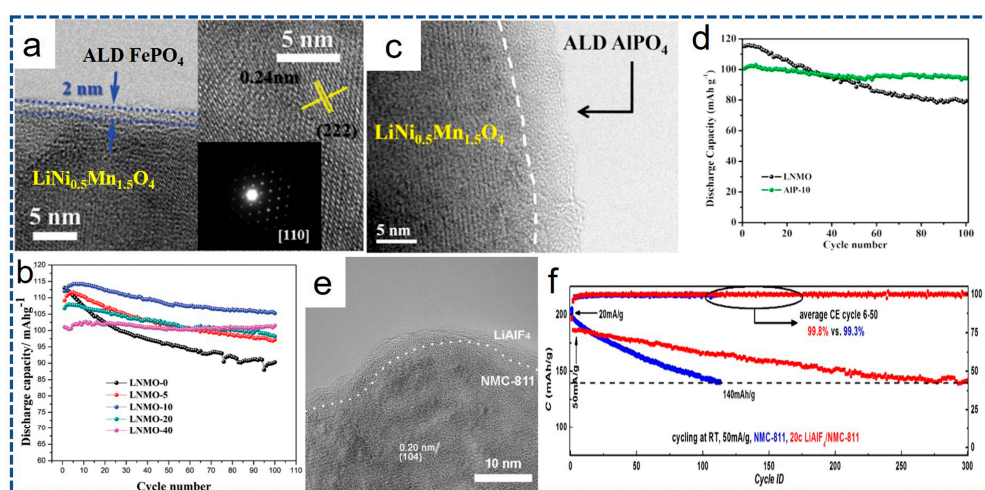 a
ALD FePO4
2 nm
LiNi0.5Mn1.5O4
5 nm
5 nm
0.24nm
(222)
[110]
c
ALD AlPO4
LiNi0.5Mn1.5O4
5 nm
d
Discharge Capacity (mAh g-1)
140
120
100
80
60
40
20
0
LNMO
AlP-10
0 20 40 60 80 100
Cycle number
b
Discharge capacity/ mAhg-1
115
110
105
100
95
90
85
80
75
70
65
60
LNMO-0
LNMO-5
LNMO-10
LNMO-20
LNMO-40
0 10 20 30 40 50 60 70 80 90 100
Cycle number
e
LiAlF4
NMC-811
0.20 nm
(104)
10 nm
f
C (mAh/g)
200
150
100
20mA/g
50mA/g
average CE cycle 6-50
99.8% vs. 99.3%
140mAh/g
cycling at RT, 50mA/g, NMC-811, 20c LiAlF4/NMC-811
100
75
50
25
0
0 50 100 150 200 250 300
Cycle ID